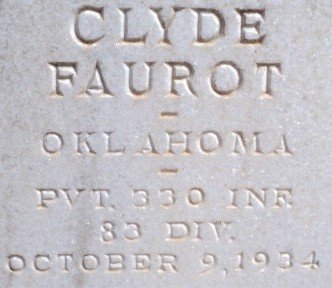 CLYDE
FAUROT
-
OKLAHOMA
-
PVT. 330 INF.
83 DIV.
OCTOBER 9, 1934